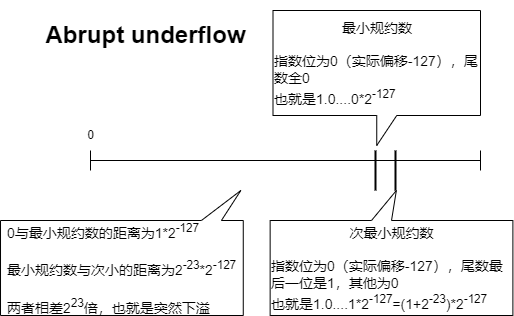 Abrupt underflow
最小规约数
指数位为0（实际偏移-127），尾
数全0
也就是1.0....0*2^-127
0
0与最小规约数的距离为1*2^-127
最小规约数与次小的距离为2^-23*2^-127
两者相差2^23倍，也就是突然下溢
次最小规约数
指数位为0（实际偏移-127），尾数最
后一位是1，其他为0
也就是1.0....1*2^-127=(1+2^-23)*2^-127